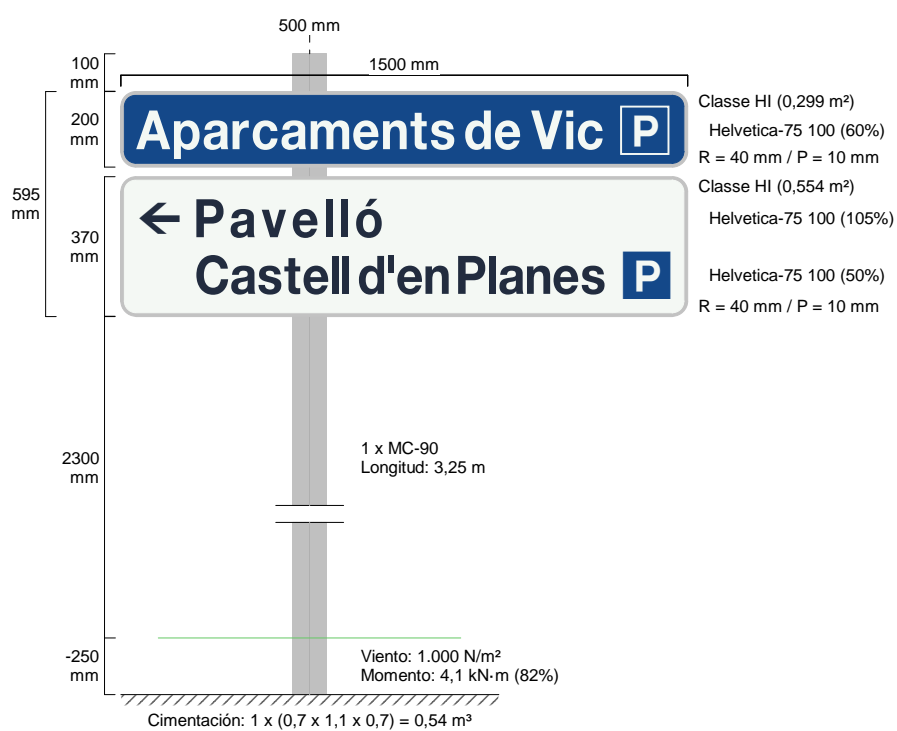 500 mm
100 mm
1500 mm
200 mm
Aparcaments de Vic P
Classe HI (0,299 m²)
Helvetica-75 100 (60%)
R = 40 mm / P = 10 mm
595 mm
370 mm
← Pavelló
Castell d'en Planes P
Classe HI (0,554 m²)
Helvetica-75 100 (105%)
Helvetica-75 100 (50%)
R = 40 mm / P = 10 mm
2300 mm
1 x MC-90
Longitud: 3,25 m
-250 mm
Viento: 1.000 N/m²
Momento: 4,1 kN·m (82%)
Cimentación: 1 x (0,7 x 1,1 x 0,7) = 0,54 m³